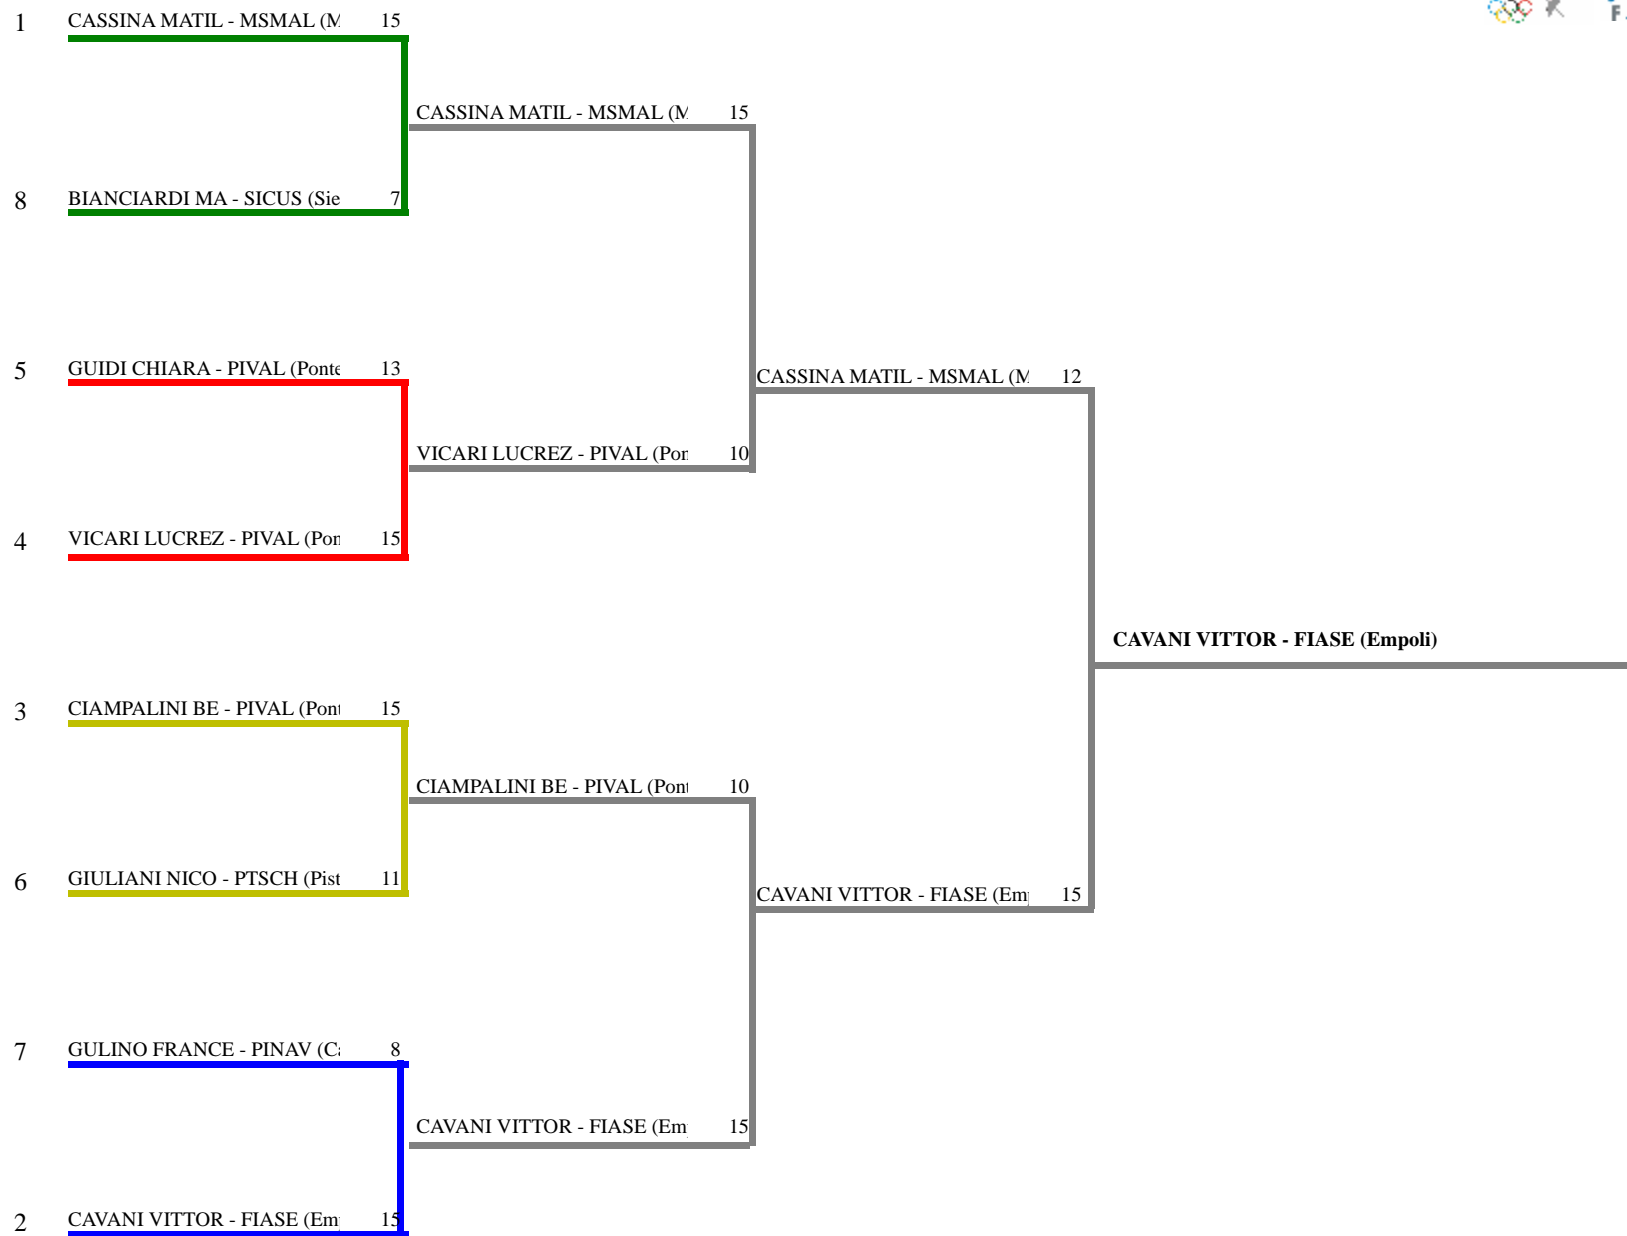 1 CASSINA MATIL - MSMAL (M 15
CASSINA MATIL - MSMAL (M 15
8 BIANCIARDI MA - SICUS (Sie 7
5 GUIDI CHIARA - PIVAL (Ponte 13
CASSINA MATIL - MSMAL (M 12
VICARI LUCREZ - PIVAL (Pon 10
4 VICARI LUCREZ - PIVAL (Pon 15
CAVANI VITTOR - FIASE (Empoli)
3 CIAMPALINI BE - PIVAL (Pont 15
CIAMPALINI BE - PIVAL (Pont 10
6 GIULIANI NICO - PTSCH (Pist 11
CAVANI VITTOR - FIASE (Em 15
7 GULINO FRANCE - PINAV (Ca 8
CAVANI VITTOR - FIASE (Em 15
2 CAVANI VITTOR - FIASE (Em 15